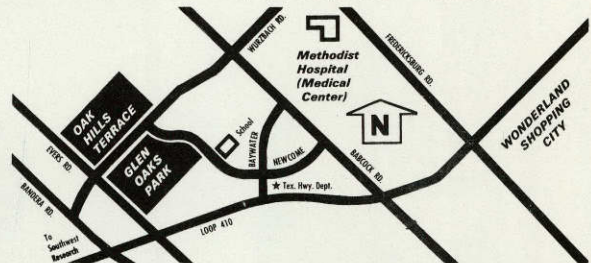 WURZBACH RD.
Methodist
Hospital
(Medical
Center)
FREDERICKSBURG RD.
OAK
HILLS
TERRACE
School
N
WONDERLAND
SHOPPING
CITY
EVERS RD.
GLEN
OAKS
PARK
BAYWATER
NEWCOME
BABCOCK RD.
BANDERA RD.
★ Tex. Hwy. Dept.
To
Southwest
Research
LOOP 410